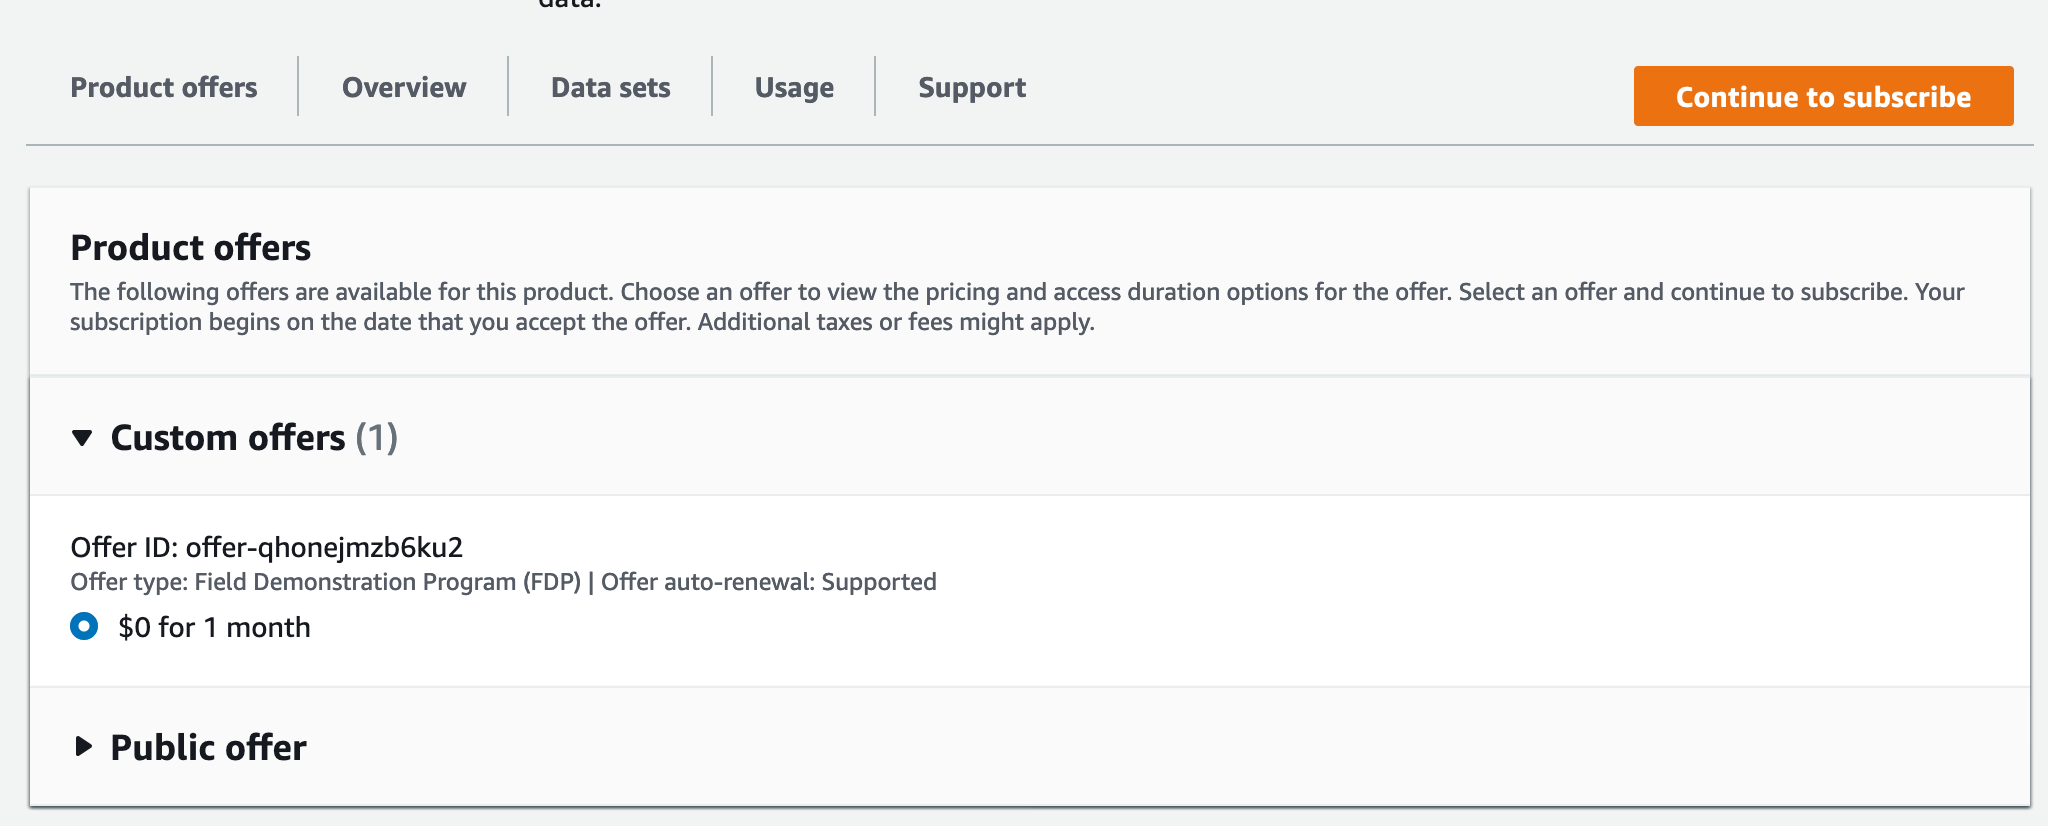 data.
Product offers
Overview
Data sets
Usage
Support
Continue to subscribe
Product offers
The following offers are available for this product. Choose an offer to view the pricing and access duration options for the offer. Select an offer and continue to subscribe. Your
subscription begins on the date that you accept the offer. Additional taxes or fees might apply.
Custom offers (1)
Offer ID: offer-qhonejmzb6ku2
Offer type: Field Demonstration Program (FDP) | Offer auto-renewal: Supported
$0 for 1 month
Public offer